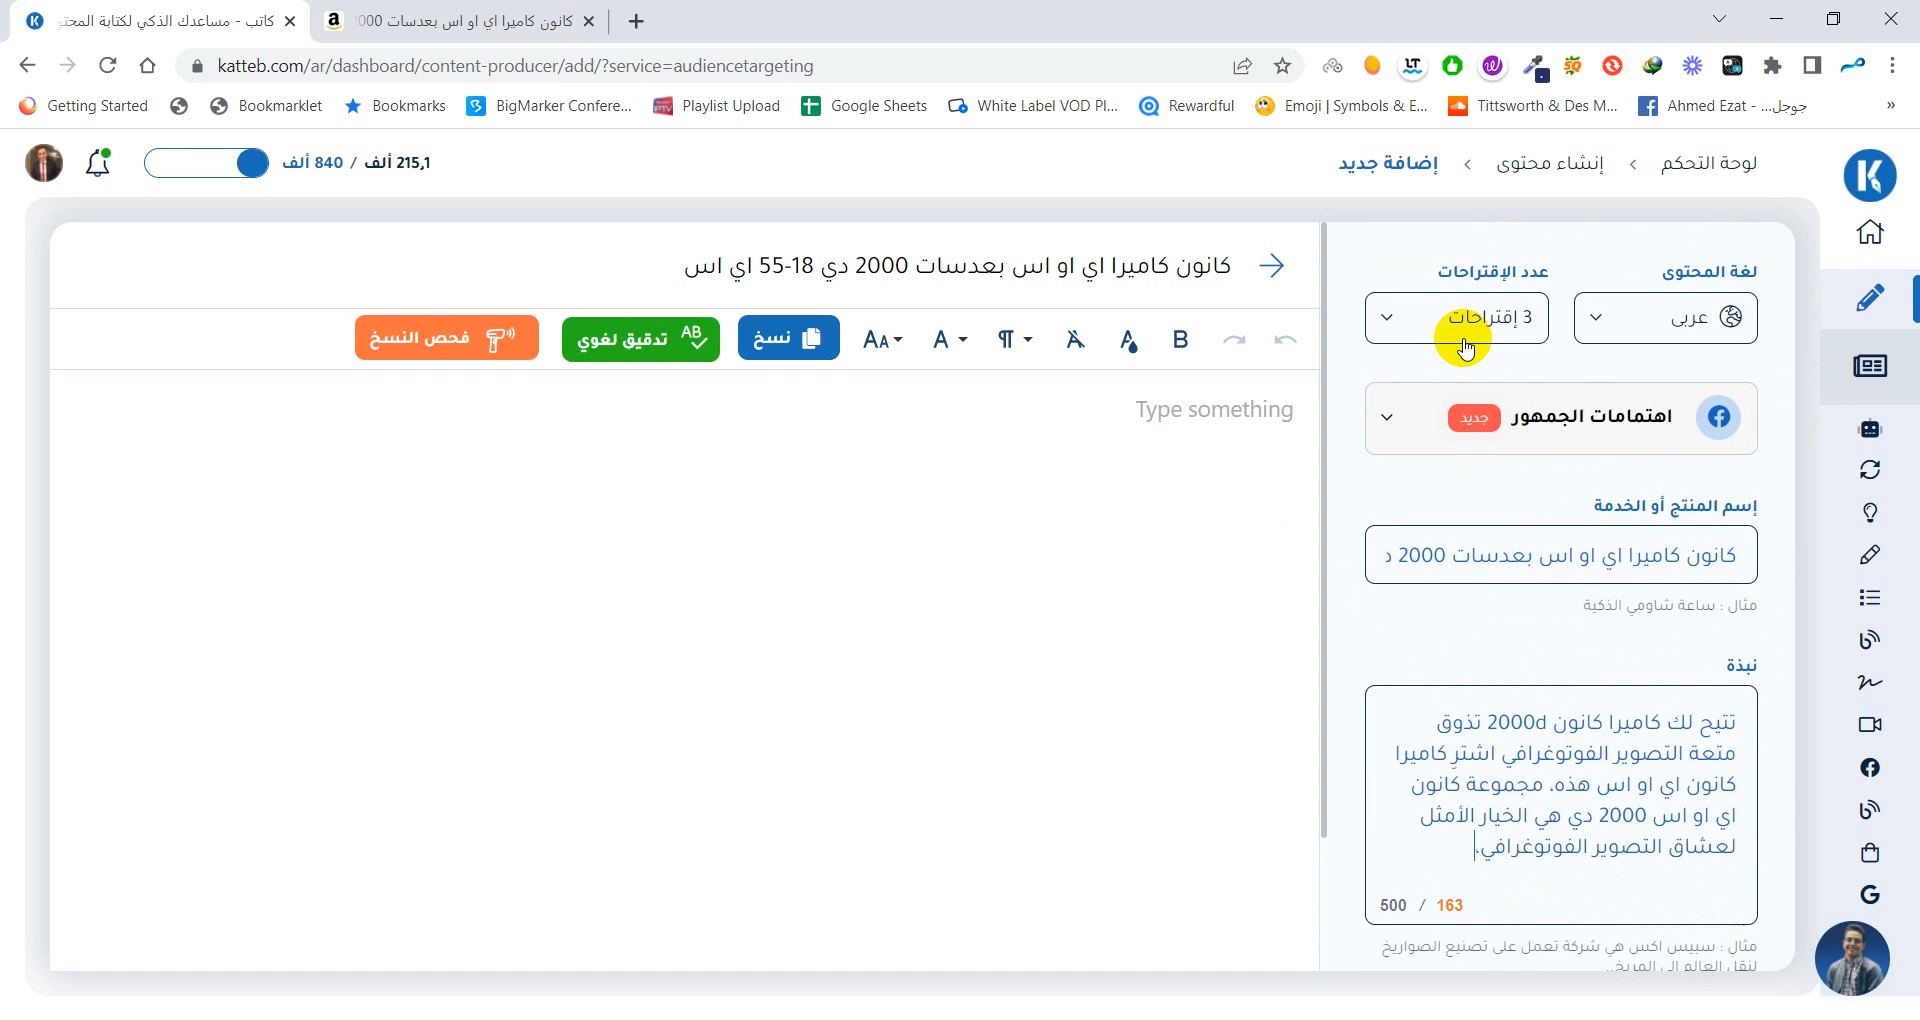 كاتب - مساعدك الذكي لكتابة المحتو
كانون كاميرا اي او اس بعدسات 000
katteb.com/ar/dashboard/content-producer/add/?service=audiencetargeting
Getting Started
Bookmarklet
Bookmarks
BigMarker Confere...
Playlist Upload
Google Sheets
White Label VOD Pl...
Rewardful
Emoji | Symbols & E...
Tittsworth & Des M...
Ahmed Ezat - ...جوجل
»
لوحة التحكم > إنشاء محتوى > إضافة جديد
215,1 ألف / 840 ألف
لغة المحتوى
عدد الإقتراحات
عربى
3 إقتراحات
اهتمامات الجمهور جديد
إسم المنتج أو الخدمة
كانون كاميرا اي او اس بعدسات 2000 د
مثال : ساعة شاومي الذكية
نبذة
تتيح لك كاميرا كانون 2000d تذوق
متعة التصوير الفوتوغرافي اشترِ كاميرا
كانون اي او اس هذه. مجموعة كانون
اي او اس 2000 دي هي الخيار الأمثل
لعشاق التصوير الفوتوغرافي.
163 / 500
مثال : سبيس اكس هي شركة تعمل على تصنيع الصواريخ
لنقل العالم الى المريخ..
كانون كاميرا اي او اس بعدسات 2000 دي 18-55 اي اس
نسخ
تدقيق لغوي
فحص النسخ
Type something